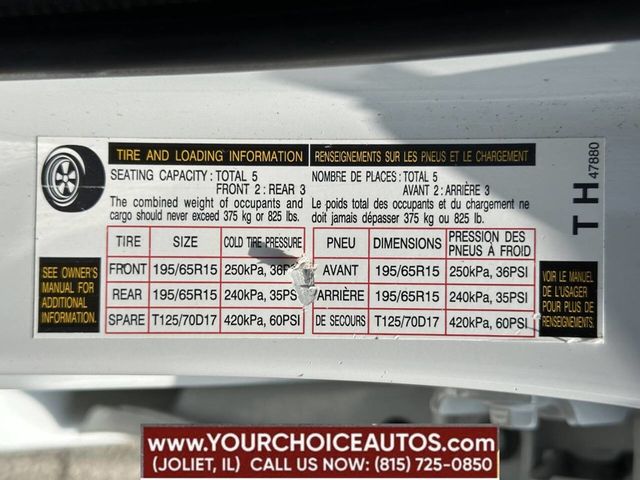 TIRE AND LOADING INFORMATION
RENSEIGNEMENTS SUR LES PNEUS ET LE CHARGEMENT
SEATING CAPACITY: TOTAL 5
FRONT 2: REAR 3
NOMBRE DE PLACES: TOTAL 5
AVANT 2: ARRIÈRE 3
The combined weight of occupants and
cargo should never exceed 375 kg or 825 lbs.
Le poids total des occupants et du chargement ne
doit jamais dépasser 375 kg ou 825 lb.
TIRE SIZE COLD TIRE PRESSURE
FRONT 195/65R15 250kPa, 36PSI
REAR 195/65R15 240kPa, 35PSI
SPARE T125/70D17 420kPa, 60PSI
PNEU DIMENSIONS PRESSION DES PNEUS À FROID
AVANT 195/65R15 250kPa, 36PSI
ARRIÈRE 195/65R15 240kPa, 35PSI
DE SECOURS T125/70D17 420kPa, 60PSI
SEE OWNER'S
MANUAL FOR
ADDITIONAL
INFORMATION.
VOIR LE MANUEL
DE L'USAGER
POUR PLUS DE
RENSEIGNEMENTS.
TH
47880
WWW.YOURCHOICEAUTOS.COM
(JOLIET, IL) CALL US NOW: (815) 725-0850